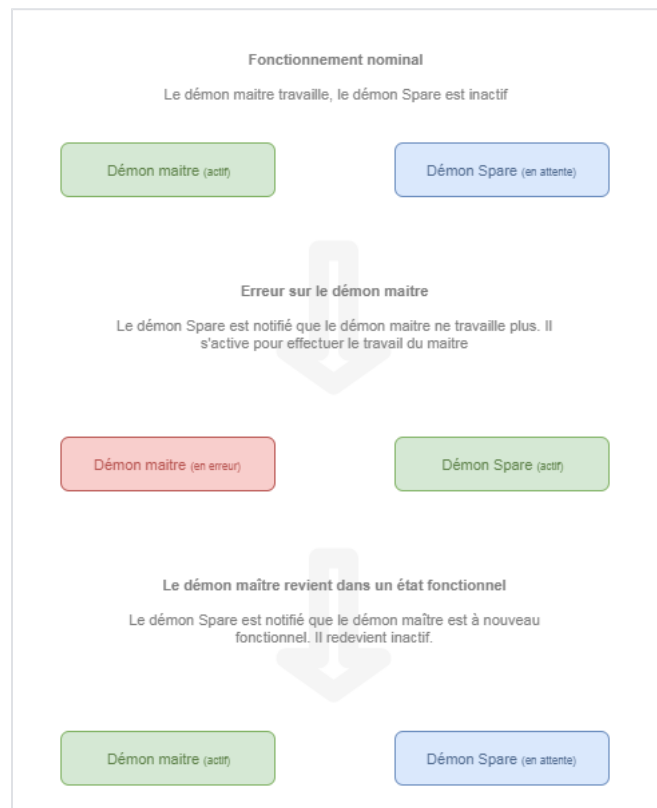 Fonctionnement nominal
Le démon maitre travaille, le démon Spare est inactif
Démon maitre (actif)
Démon Spare (en attente)
Erreur sur le démon maitre
Le démon Spare est notifié que le démon maitre ne travaille plus. Il
s'active pour effectuer le travail du maitre
Démon maitre (en erreur)
Démon Spare (actif)
Le démon maître revient dans un état fonctionnel
Le démon Spare est notifié que le démon maître est à nouveau
fonctionnel. Il redevient inactif.
Démon maitre (actif)
Démon Spare (en attente)